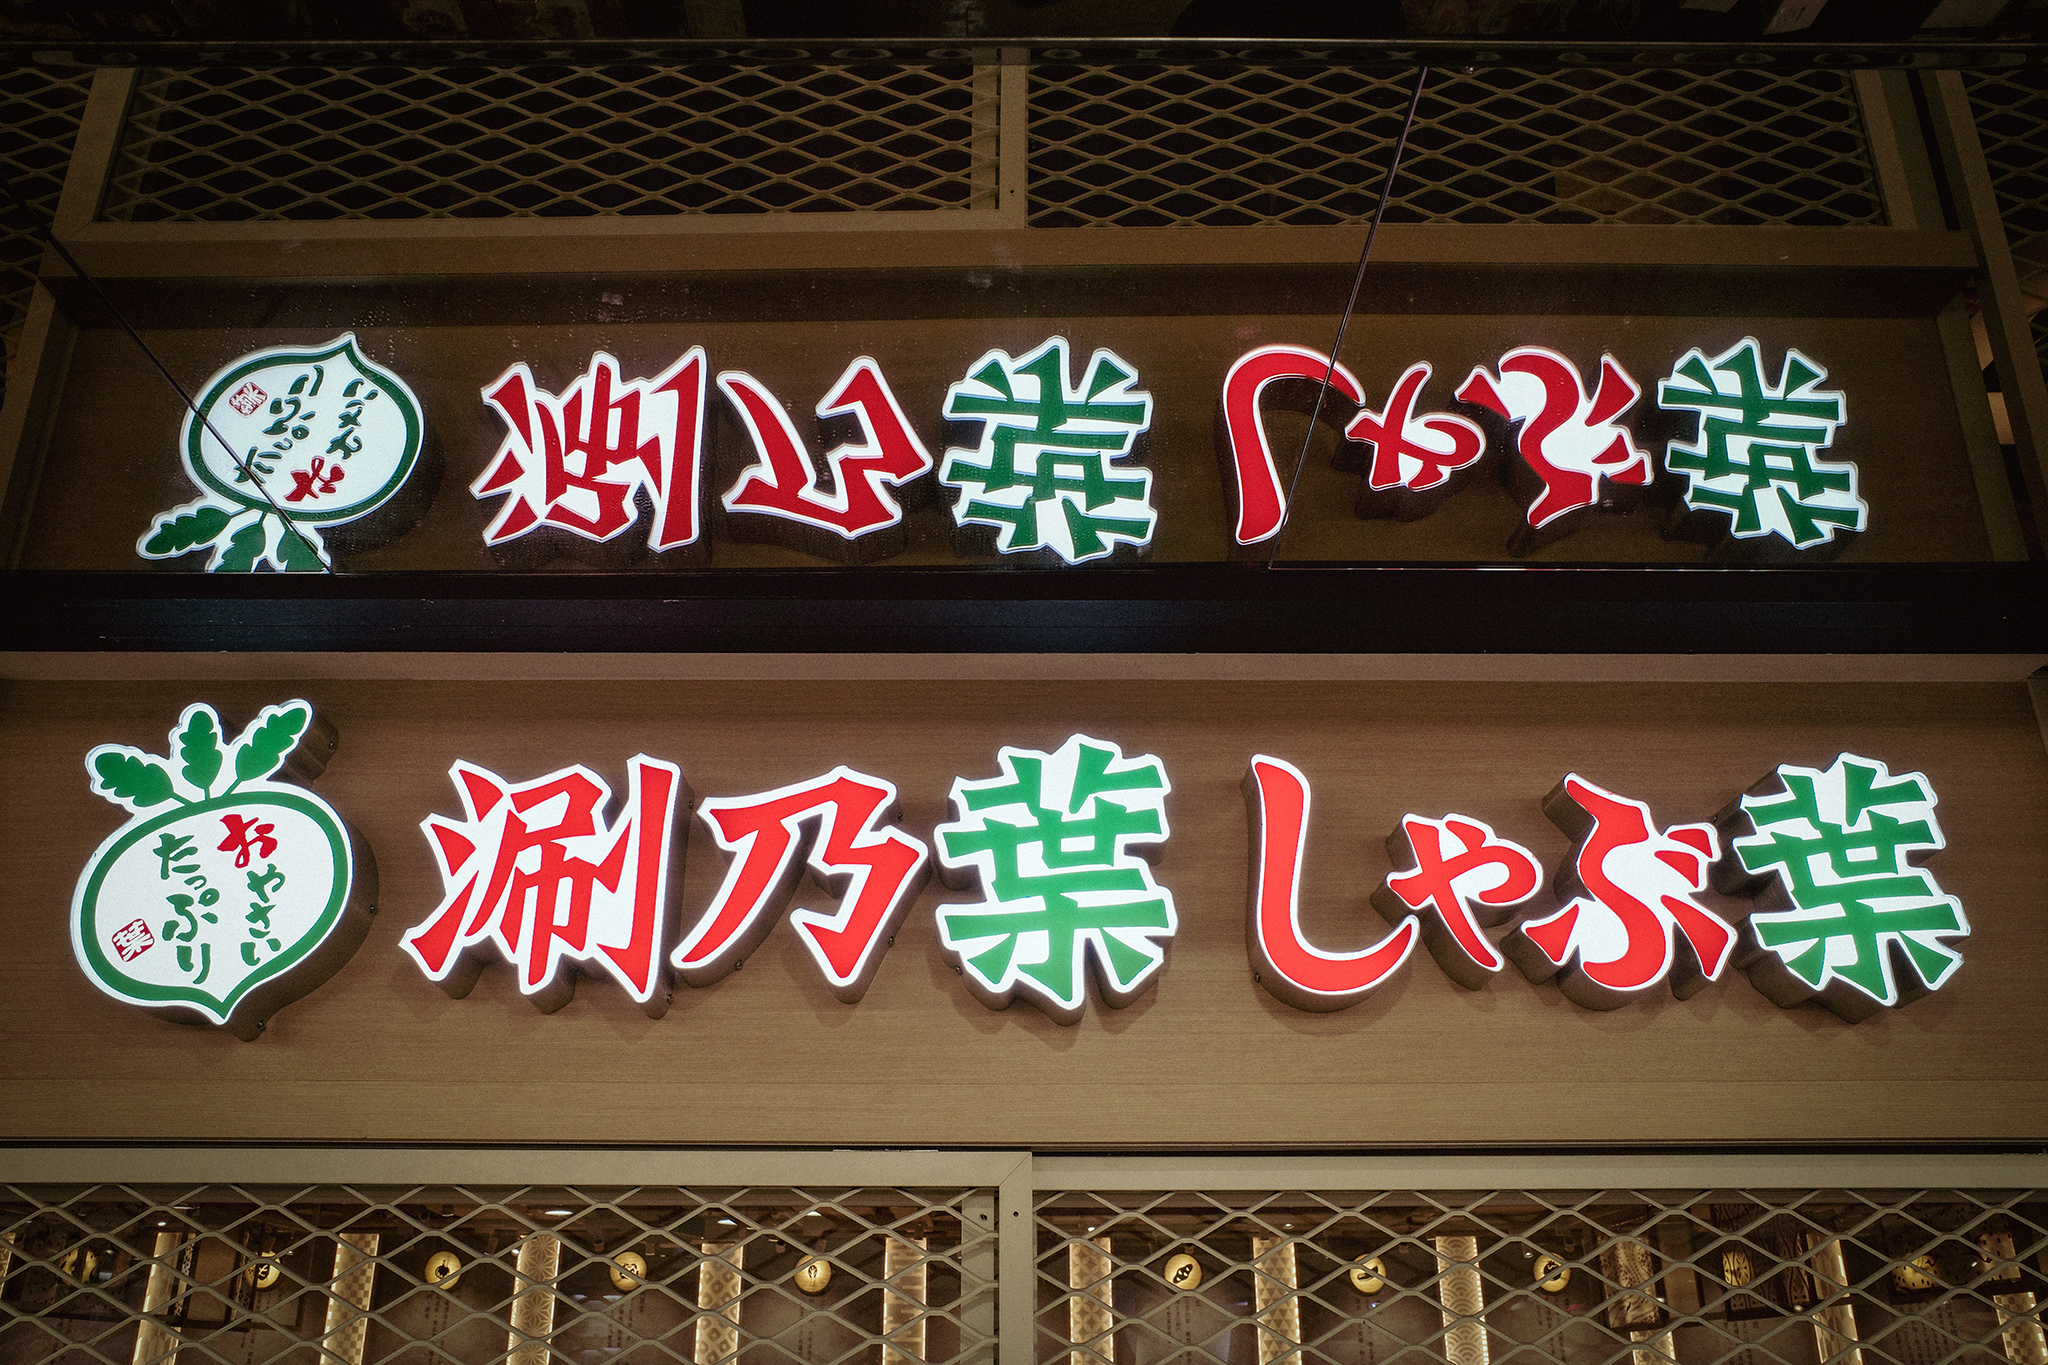 おやさい
たっぷり
葉
涮乃葉 しゃぶ葉